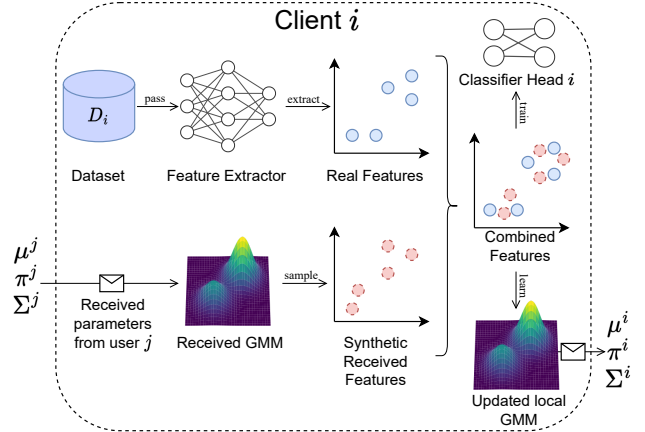 Client i
D_i
pass
extract
Dataset
Feature Extractor
Real Features
Classifier Head i
train
Combined
Features
learn
μ^j
π^j
Σ^j
Received
parameters
from user j
Received GMM
sample
Synthetic
Received
Features
Updated local
GMM
μ^i
π^i
Σ^i